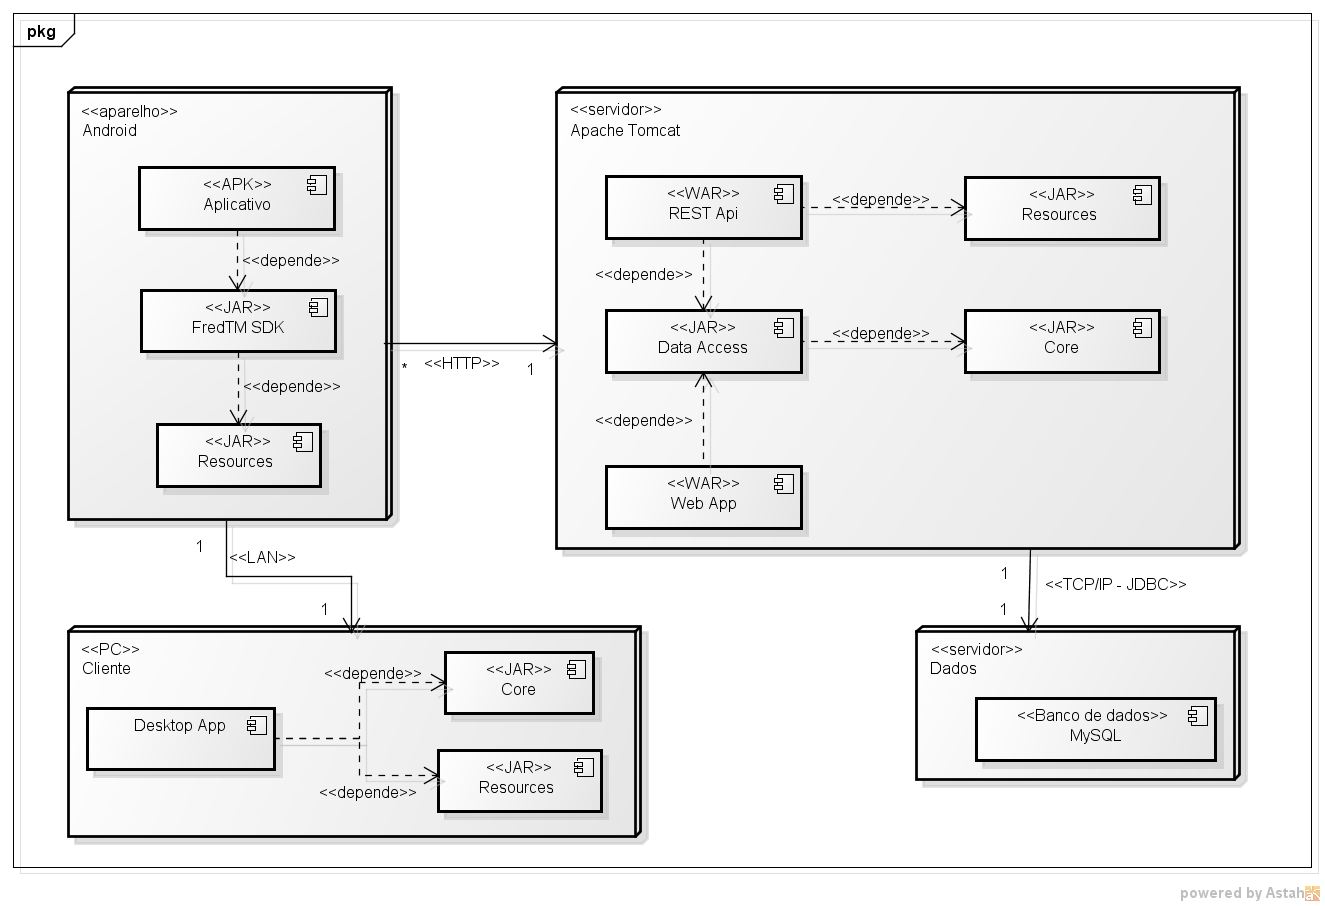 pkg
<<aparelho>>
Android
<<APK>>
Aplicativo
<<depende>>
<<JAR>>
FredTM SDK
<<depende>>
<<JAR>>
Resources
*
<<HTTP>>
1
<<servidor>>
Apache Tomcat
<<WAR>>
REST Api
<<depende>>
<<JAR>>
Resources
<<depende>>
<<JAR>>
Data Access
<<depende>>
<<JAR>>
Core
<<depende>>
<<WAR>>
Web App
1
<<LAN>>
1
1
<<TCP/IP - JDBC>>
1
<<PC>>
Cliente
Desktop App
<<depende>>
<<JAR>>
Core
<<depende>>
<<JAR>>
Resources
<<servidor>>
Dados
<<Banco de dados>>
MySQL
powered by Astah